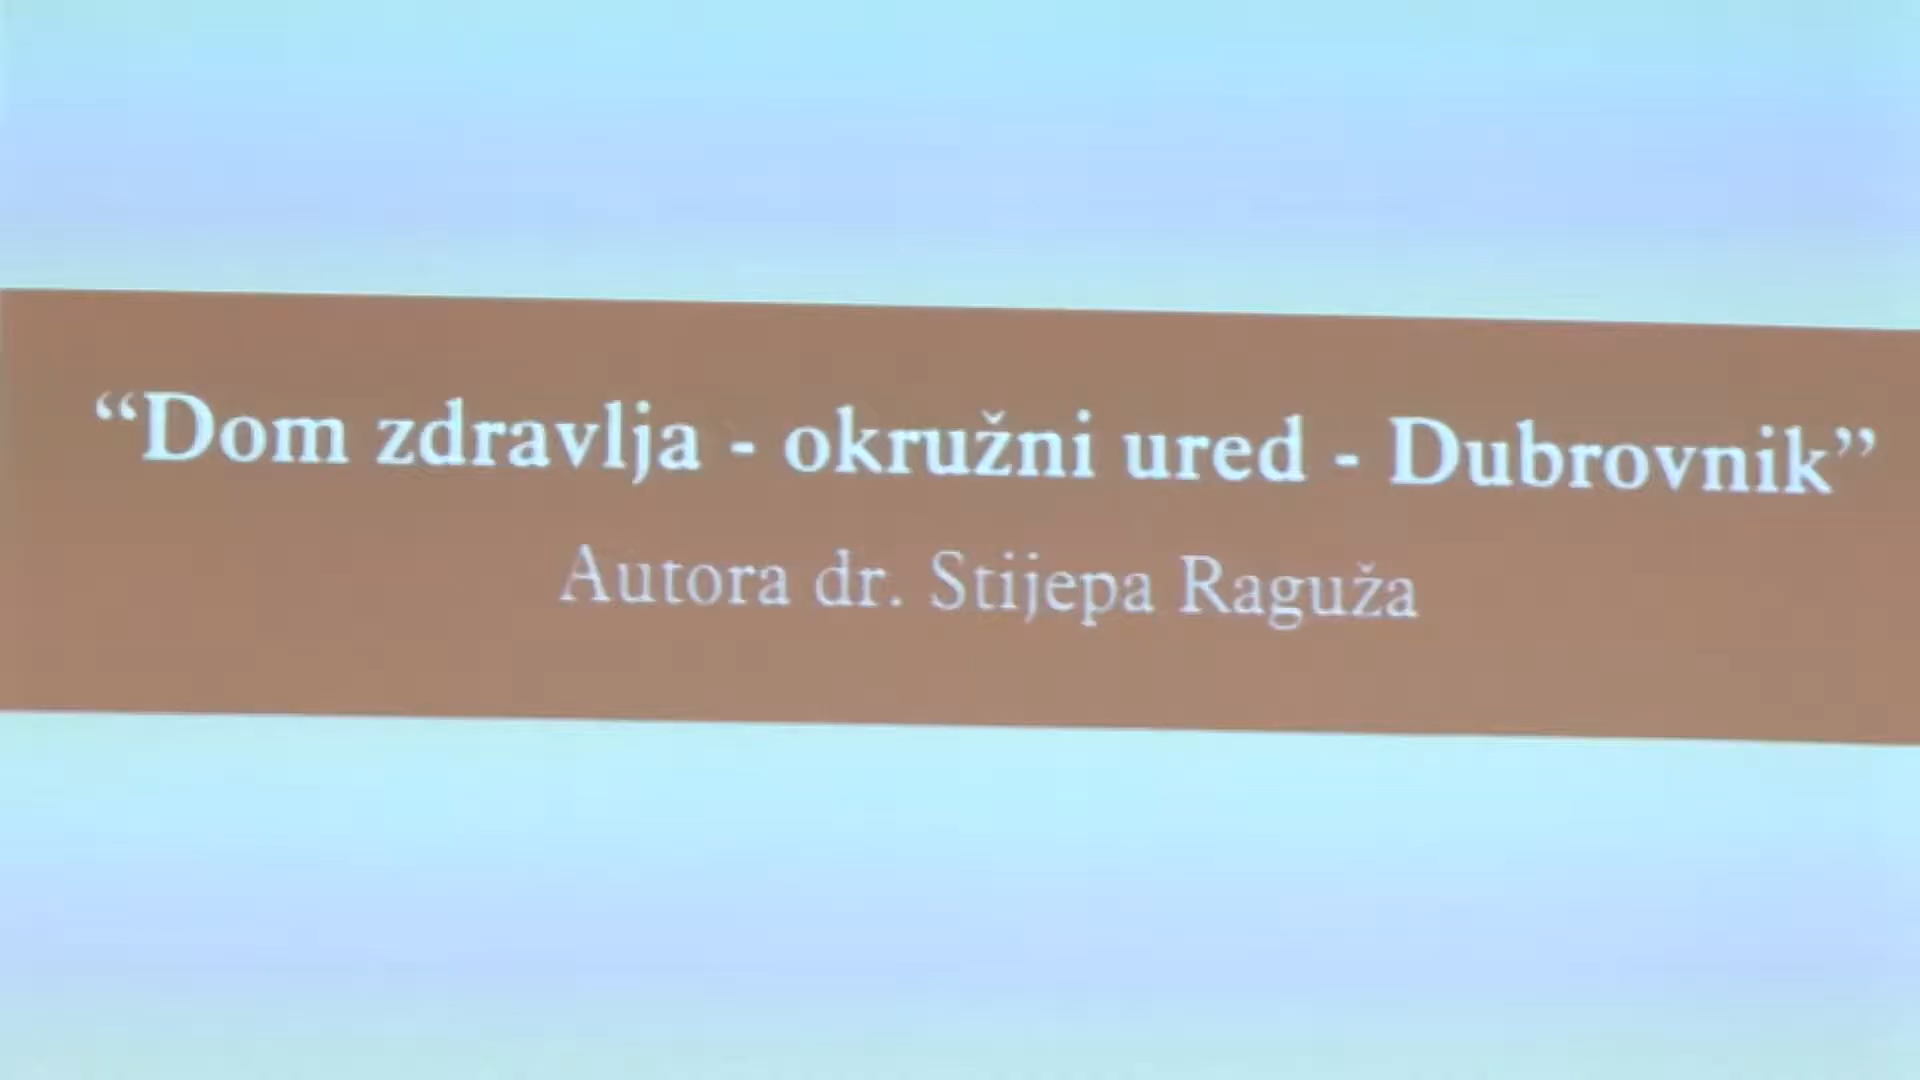 “Dom zdravlja - okružni ured - Dubrovnik”
Autora dr. Stijepa Raguža